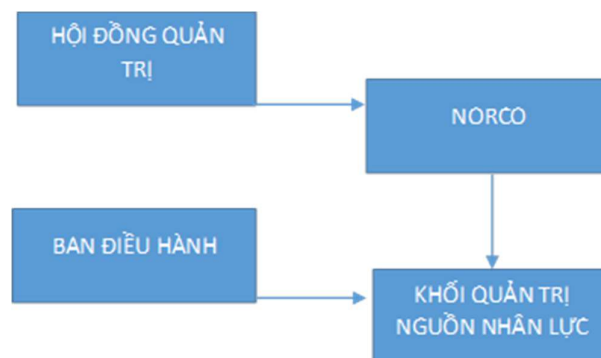 HỘI ĐỒNG QUẢN
TRỊ
NORCO
BAN ĐIỀU HÀNH
KHỐI QUẢN TRỊ
NGUỒN NHÂN LỰC